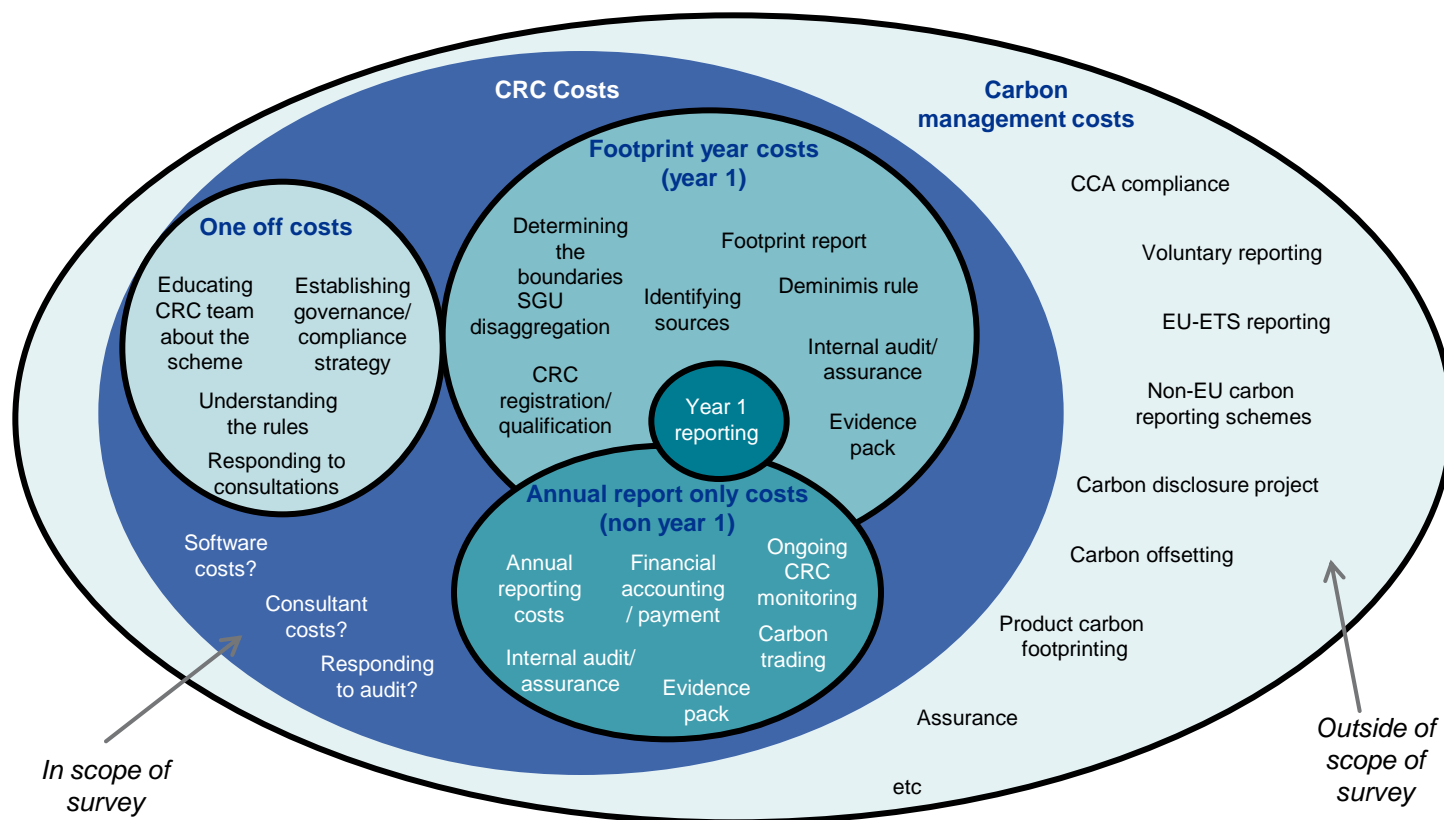 CRC Costs
Carbon
management costs
Footprint year costs
(year 1)
One off costs
Educating
CRC team
about the
scheme
Establishing
governance/
compliance
strategy
Understanding
the rules
Responding to
consultations
Determining
the
boundaries
SGU
disaggregation
Footprint report
Identifying
sources
Deminimis rule
CRC
registration/
qualification
Internal audit/
assurance
Evidence
pack
Year 1
reporting
Annual report only costs
(non year 1)
Annual
reporting
costs
Financial
accounting
/ payment
Ongoing
CRC
monitoring
Carbon
trading
Internal audit/
assurance
Evidence
pack
Software
costs?
Consultant
costs?
Responding
to audit?
CCA compliance
Voluntary reporting
EU-ETS reporting
Non-EU carbon
reporting schemes
Carbon disclosure project
Carbon offsetting
Product carbon
footprinting
Assurance
etc
In scope of
survey
Outside of
scope of
survey